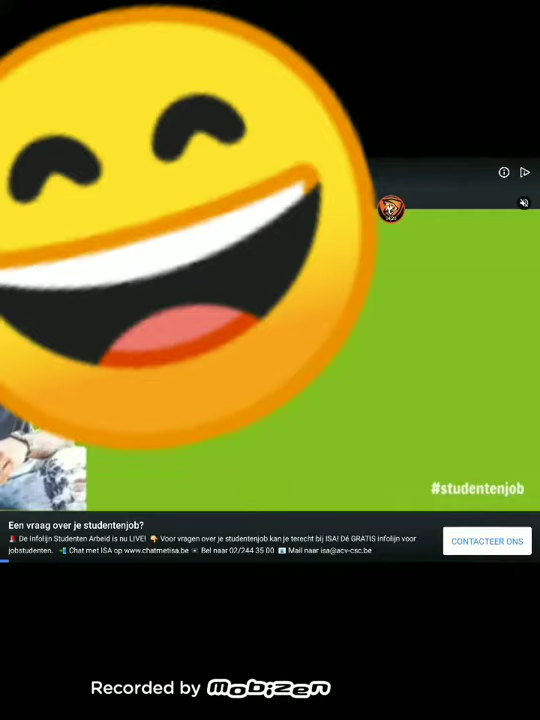 #studentenjob
Een vraag over je studentenjob?
De Infolijn Studenten Arbeid is nu LIVE! Voor vragen over je studentenjob kan je terecht bij ISA! Dé GRATIS infolijn voor
jobstudenten. Chat met ISA op www.chatmetisa.be Bel naar 02/244 35 00 Mail naar isa@acv-csc.be
CONTACTEER ONS
Recorded by mobizen